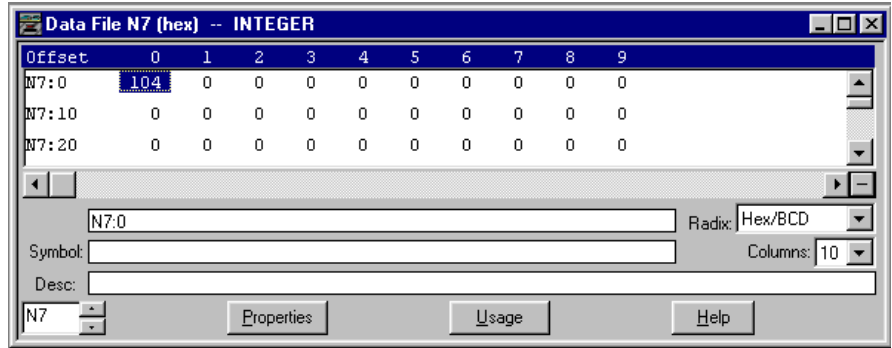 Data File N7 (hex) -- INTEGER
Offset 0 1 2 3 4 5 6 7 8 9
N7:0 104 0 0 0 0 0 0 0 0 0
N7:10 0 0 0 0 0 0 0 0 0 0
N7:20 0 0 0 0 0 0 0 0 0 0
N7:0 Radix: Hex/BCD
Symbol: Columns: 10
Desc:
N7 Properties Usage Help